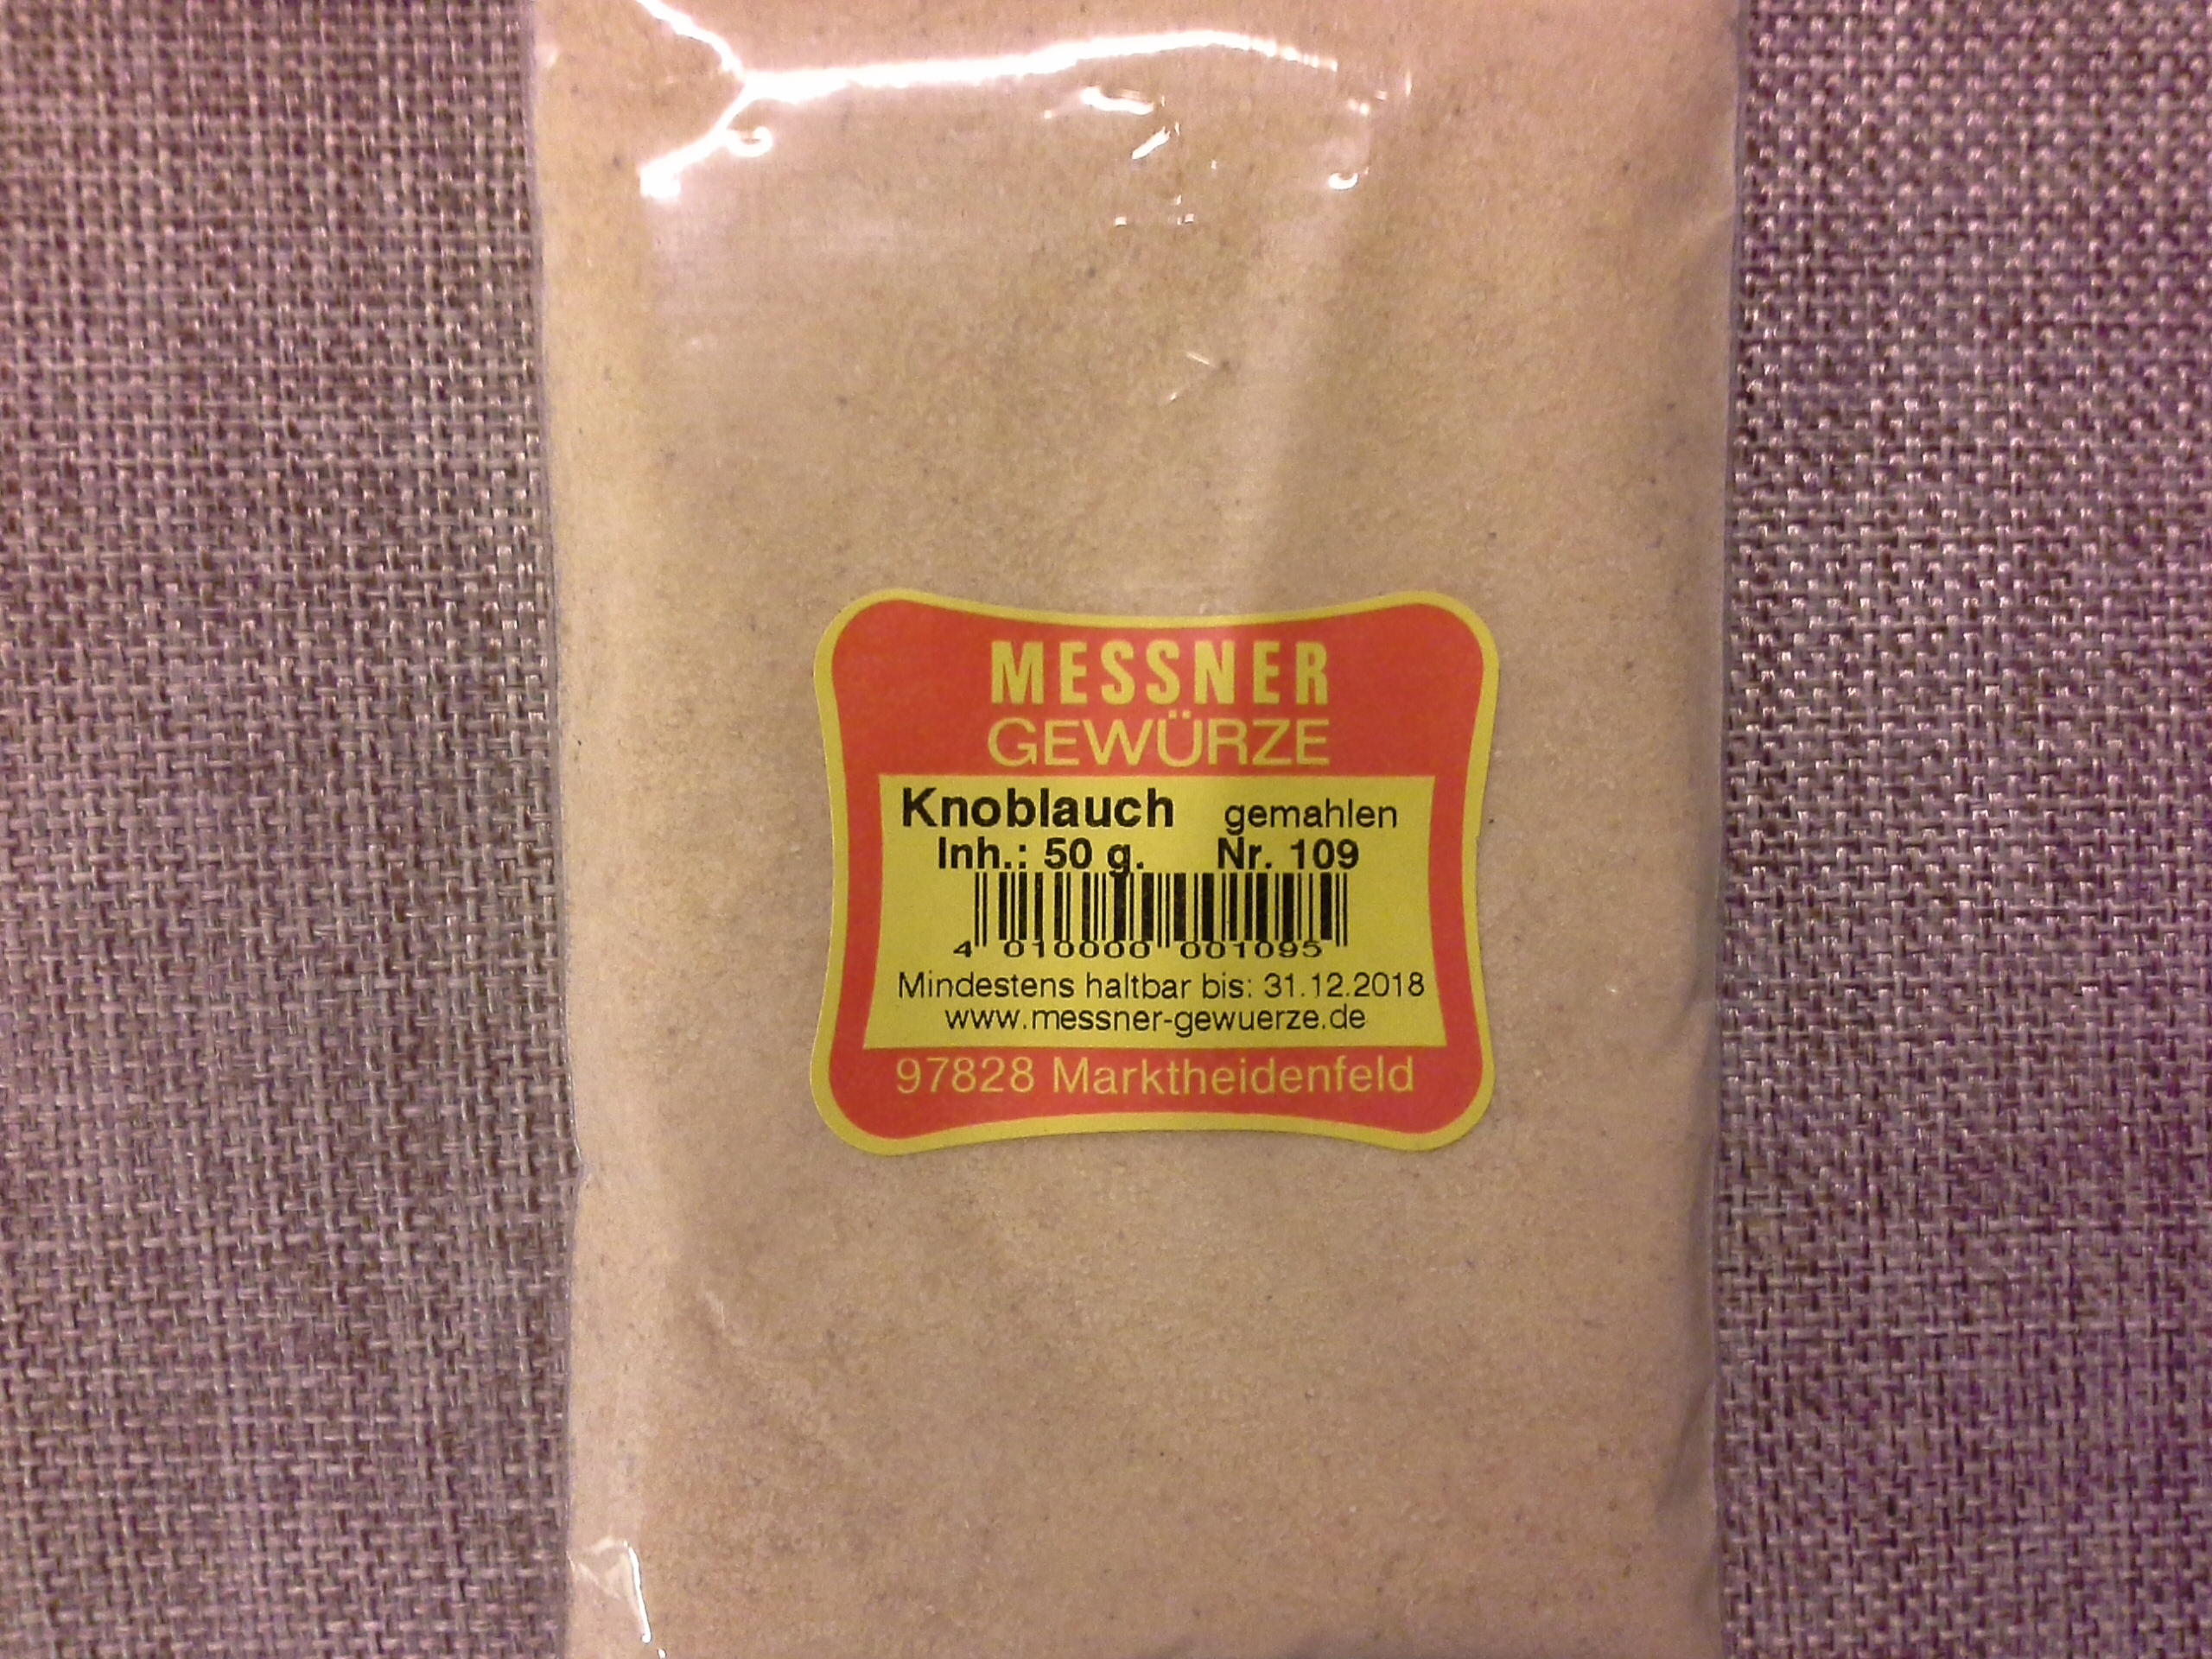 MESSNER
GEWÜRZE
Knoblauch gemahlen
Inh.: 50 g. Nr. 109
4 010000 001095
Mindestens haltbar bis: 31.12.2018
www.messner-gewuerze.de
97828 Marktheidenfeld